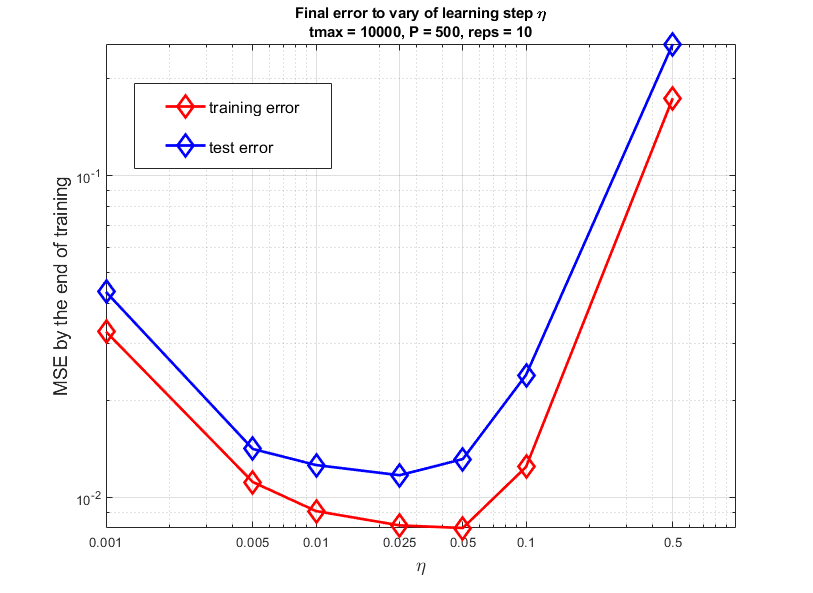 Final error to vary of learning step η
tmax = 10000, P = 500, reps = 10
training error
test error
MSE by the end of training
10⁻¹
10⁻²
0.001
0.005
0.01
0.025
0.05
0.1
0.5
η